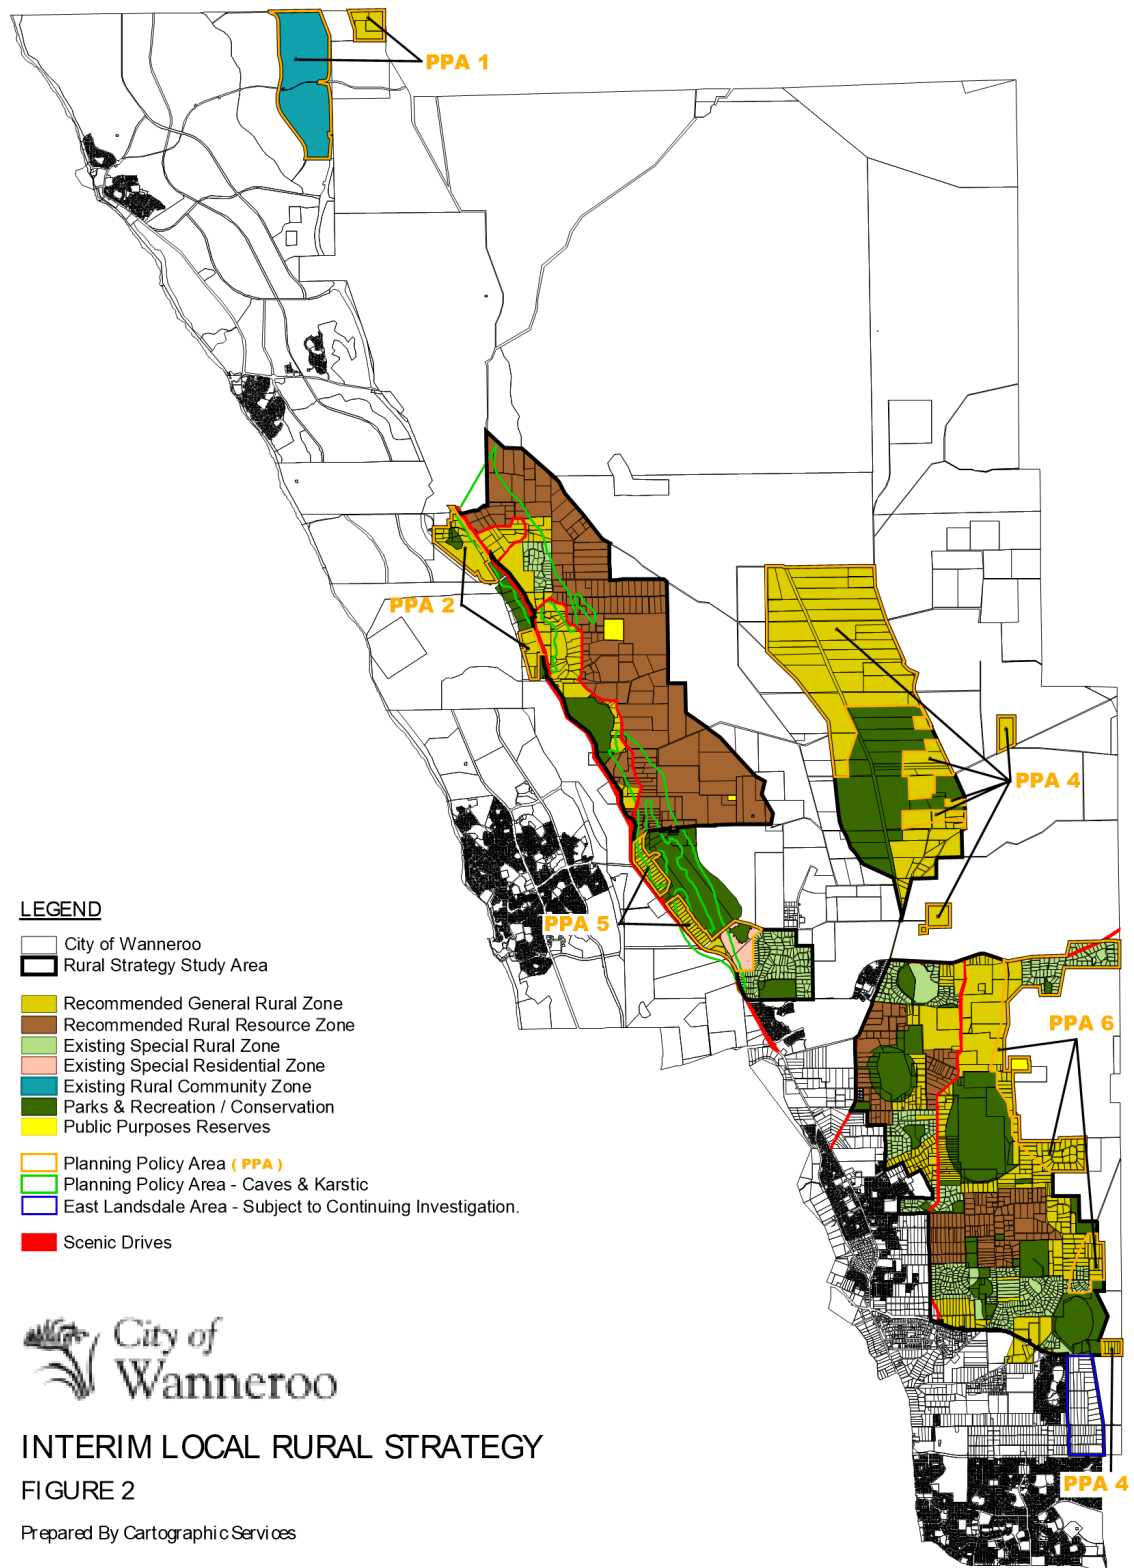 PPA 1
PPA 2
PPA 4
PPA 5
PPA 6
LEGEND
City of Wanneroo
Rural Strategy Study Area
Recommended General Rural Zone
Recommended Rural Resource Zone
Existing Special Rural Zone
Existing Special Residential Zone
Existing Rural Community Zone
Parks & Recreation / Conservation
Public Purposes Reserves
Planning Policy Area ( PPA )
Planning Policy Area - Caves & Karstic
East Landsdale Area - Subject to Continuing Investigation.
Scenic Drives
City of
Wanneroo
INTERIM LOCAL RURAL STRATEGY
FIGURE 2
PPA 4
Prepared By Cartographic Services